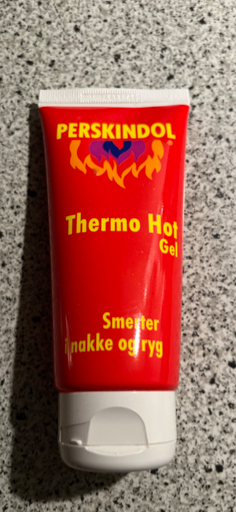 PERSKINDOL
Thermo Hot
Gel
Smerter
i nakke og ryg